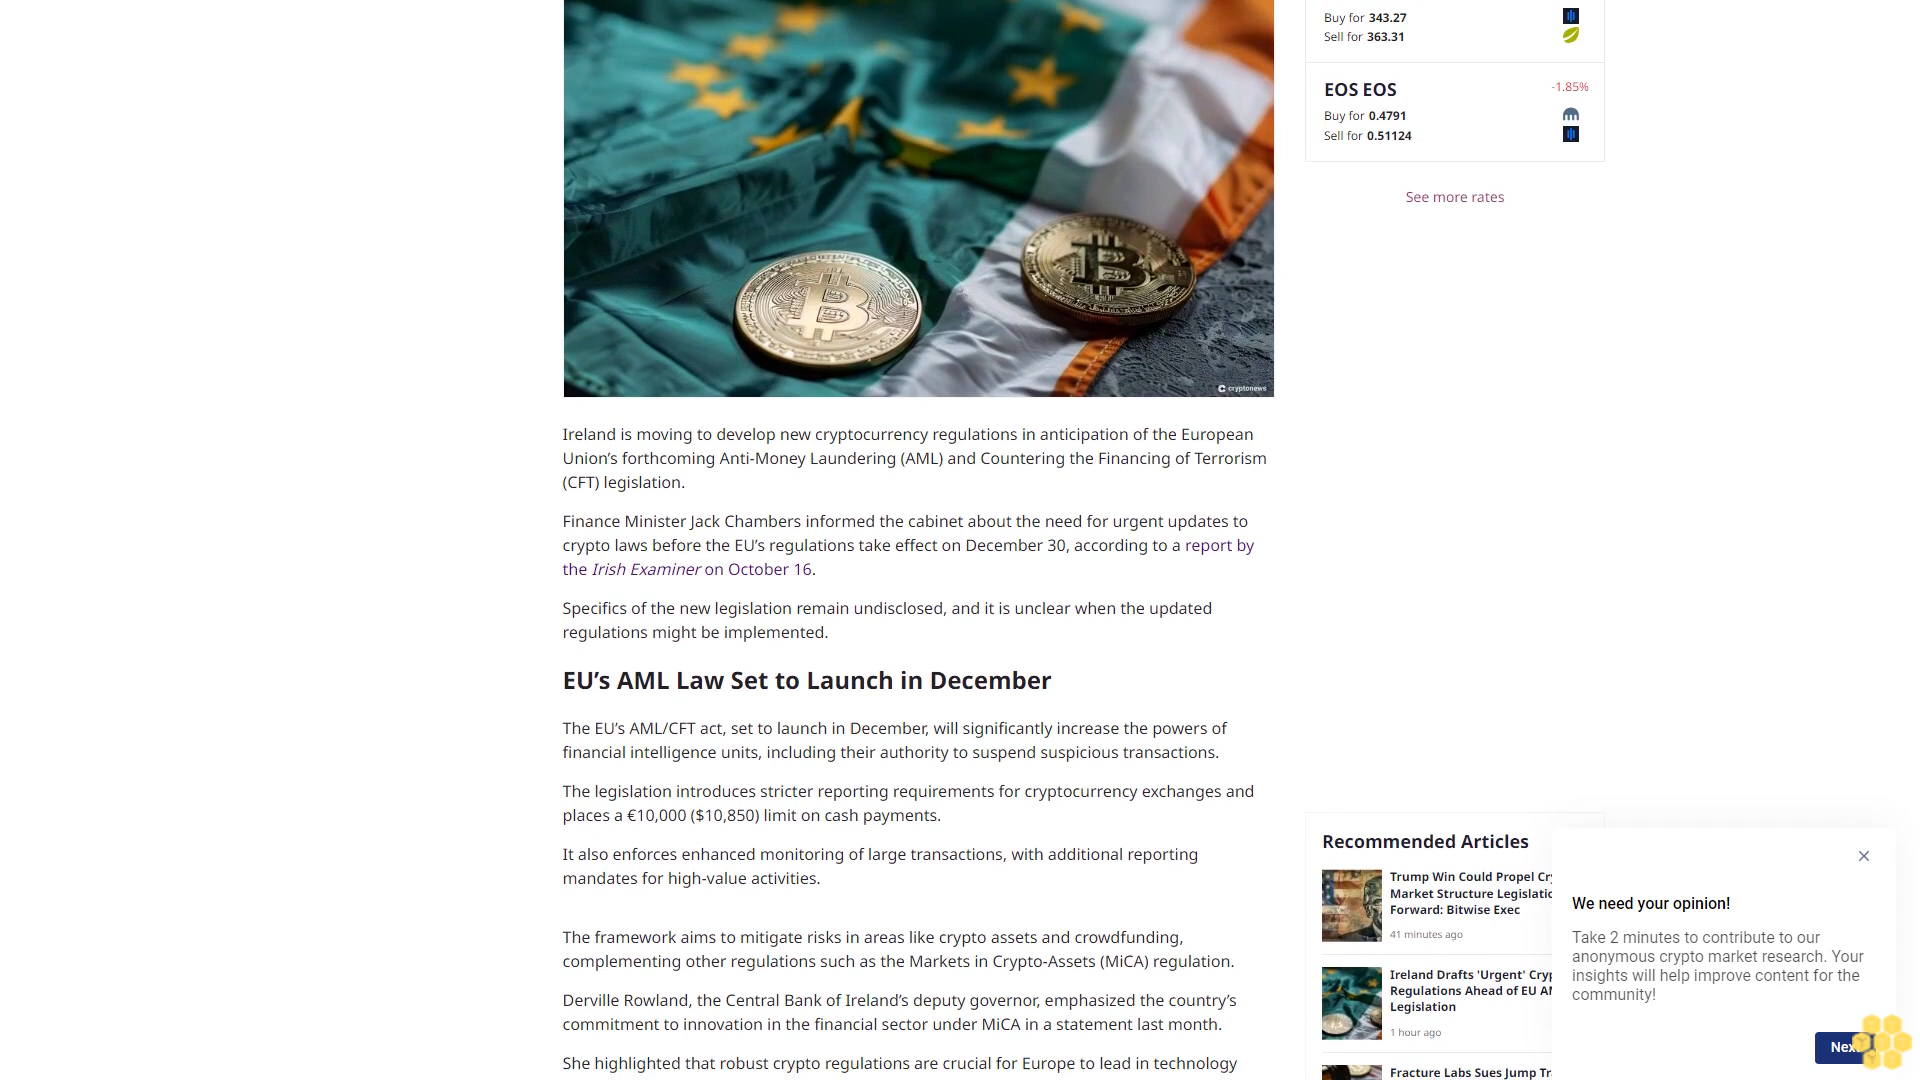 Buy for 343.27
Sell for 363.31
EOS EOS
-1.85%
Buy for 0.4791
Sell for 0.51124
See more rates
cryptonews
Ireland is moving to develop new cryptocurrency regulations in anticipation of the European
Union’s forthcoming Anti-Money Laundering (AML) and Countering the Financing of Terrorism
(CFT) legislation.
Finance Minister Jack Chambers informed the cabinet about the need for urgent updates to
crypto laws before the EU’s regulations take effect on December 30, according to a report by
the Irish Examiner on October 16.
Specifics of the new legislation remain undisclosed, and it is unclear when the updated
regulations might be implemented.
EU’s AML Law Set to Launch in December
The EU’s AML/CFT act, set to launch in December, will significantly increase the powers of
financial intelligence units, including their authority to suspend suspicious transactions.
The legislation introduces stricter reporting requirements for cryptocurrency exchanges and
places a €10,000 ($10,850) limit on cash payments.
It also enforces enhanced monitoring of large transactions, with additional reporting
mandates for high-value activities.
The framework aims to mitigate risks in areas like crypto assets and crowdfunding,
complementing other regulations such as the Markets in Crypto-Assets (MiCA) regulation.
Derville Rowland, the Central Bank of Ireland’s deputy governor, emphasized the country’s
commitment to innovation in the financial sector under MiCA in a statement last month.
She highlighted that robust crypto regulations are crucial for Europe to lead in technology
Recommended Articles
Trump Win Could Propel
Market Structure
Forward: Bitwise Exec
41 minutes ago
Ireland Drafts 'Urgent'
Regulations Ahead of EU
Legislation
1 hour ago
Fracture Labs Sues Jump
We need your opinion!
Take 2 minutes to contribute to our
anonymous crypto market research. Your
insights will help improve content for the
community!